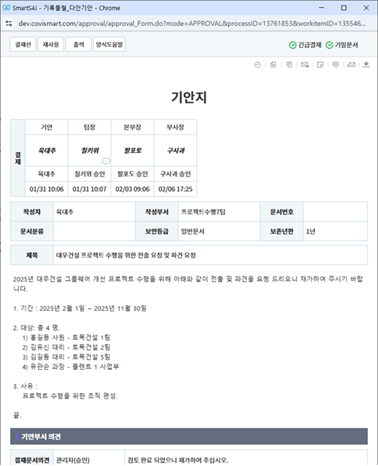 SmartS4J - 기록물철_다안기안 - Chrome
dev.covismart.com/approval/approval_Form.do?mode=APPROVAL&processID=13761853&workitemID=135546...
결재선 재사용 출력 양식도움말
긴급결재 기밀문서
기안지
결재
기안 팀장 본부장 부사장
육대추 칠키위 팔포도 구사과
육대추 칠키위 승인 팔포도 승인 구사과 승인
01/31 10:06 01/31 10:07 02/03 09:06 02/06 17:25
작성자 육대추 작성부서 프로젝트수행7팀 문서번호
문서분류 보안등급 일반문서 보존년한 1년
제목 대우건설 프로젝트 수행을 위한 전출 요청 및 파견 요청
2025년 대우건설 그룹웨어 개선 프로젝트 수행을 위해 아래와 같이 전출 및 파견을 요청 드리오니 재가하여 주시기 바랍
니다.
1. 기간 : 2025년 2월 1일 ~ 2025년 11월 30일
2. 대상: 총 4 명.
1) 홍길동 사원 - 토목건설 1팀
2) 김유신 대리 - 토목건설 2팀
3) 김길동 대리 - 토목건설 5팀
4) 유관순 과장 - 플랜트 1 사업부
3. 사유 :
프로젝트 수행을 위한 조직 편성.
끝.
기안부서 의견
결재문서의견 관리자(승인) 검토 완료 되었으니 재가하여 주십시오.